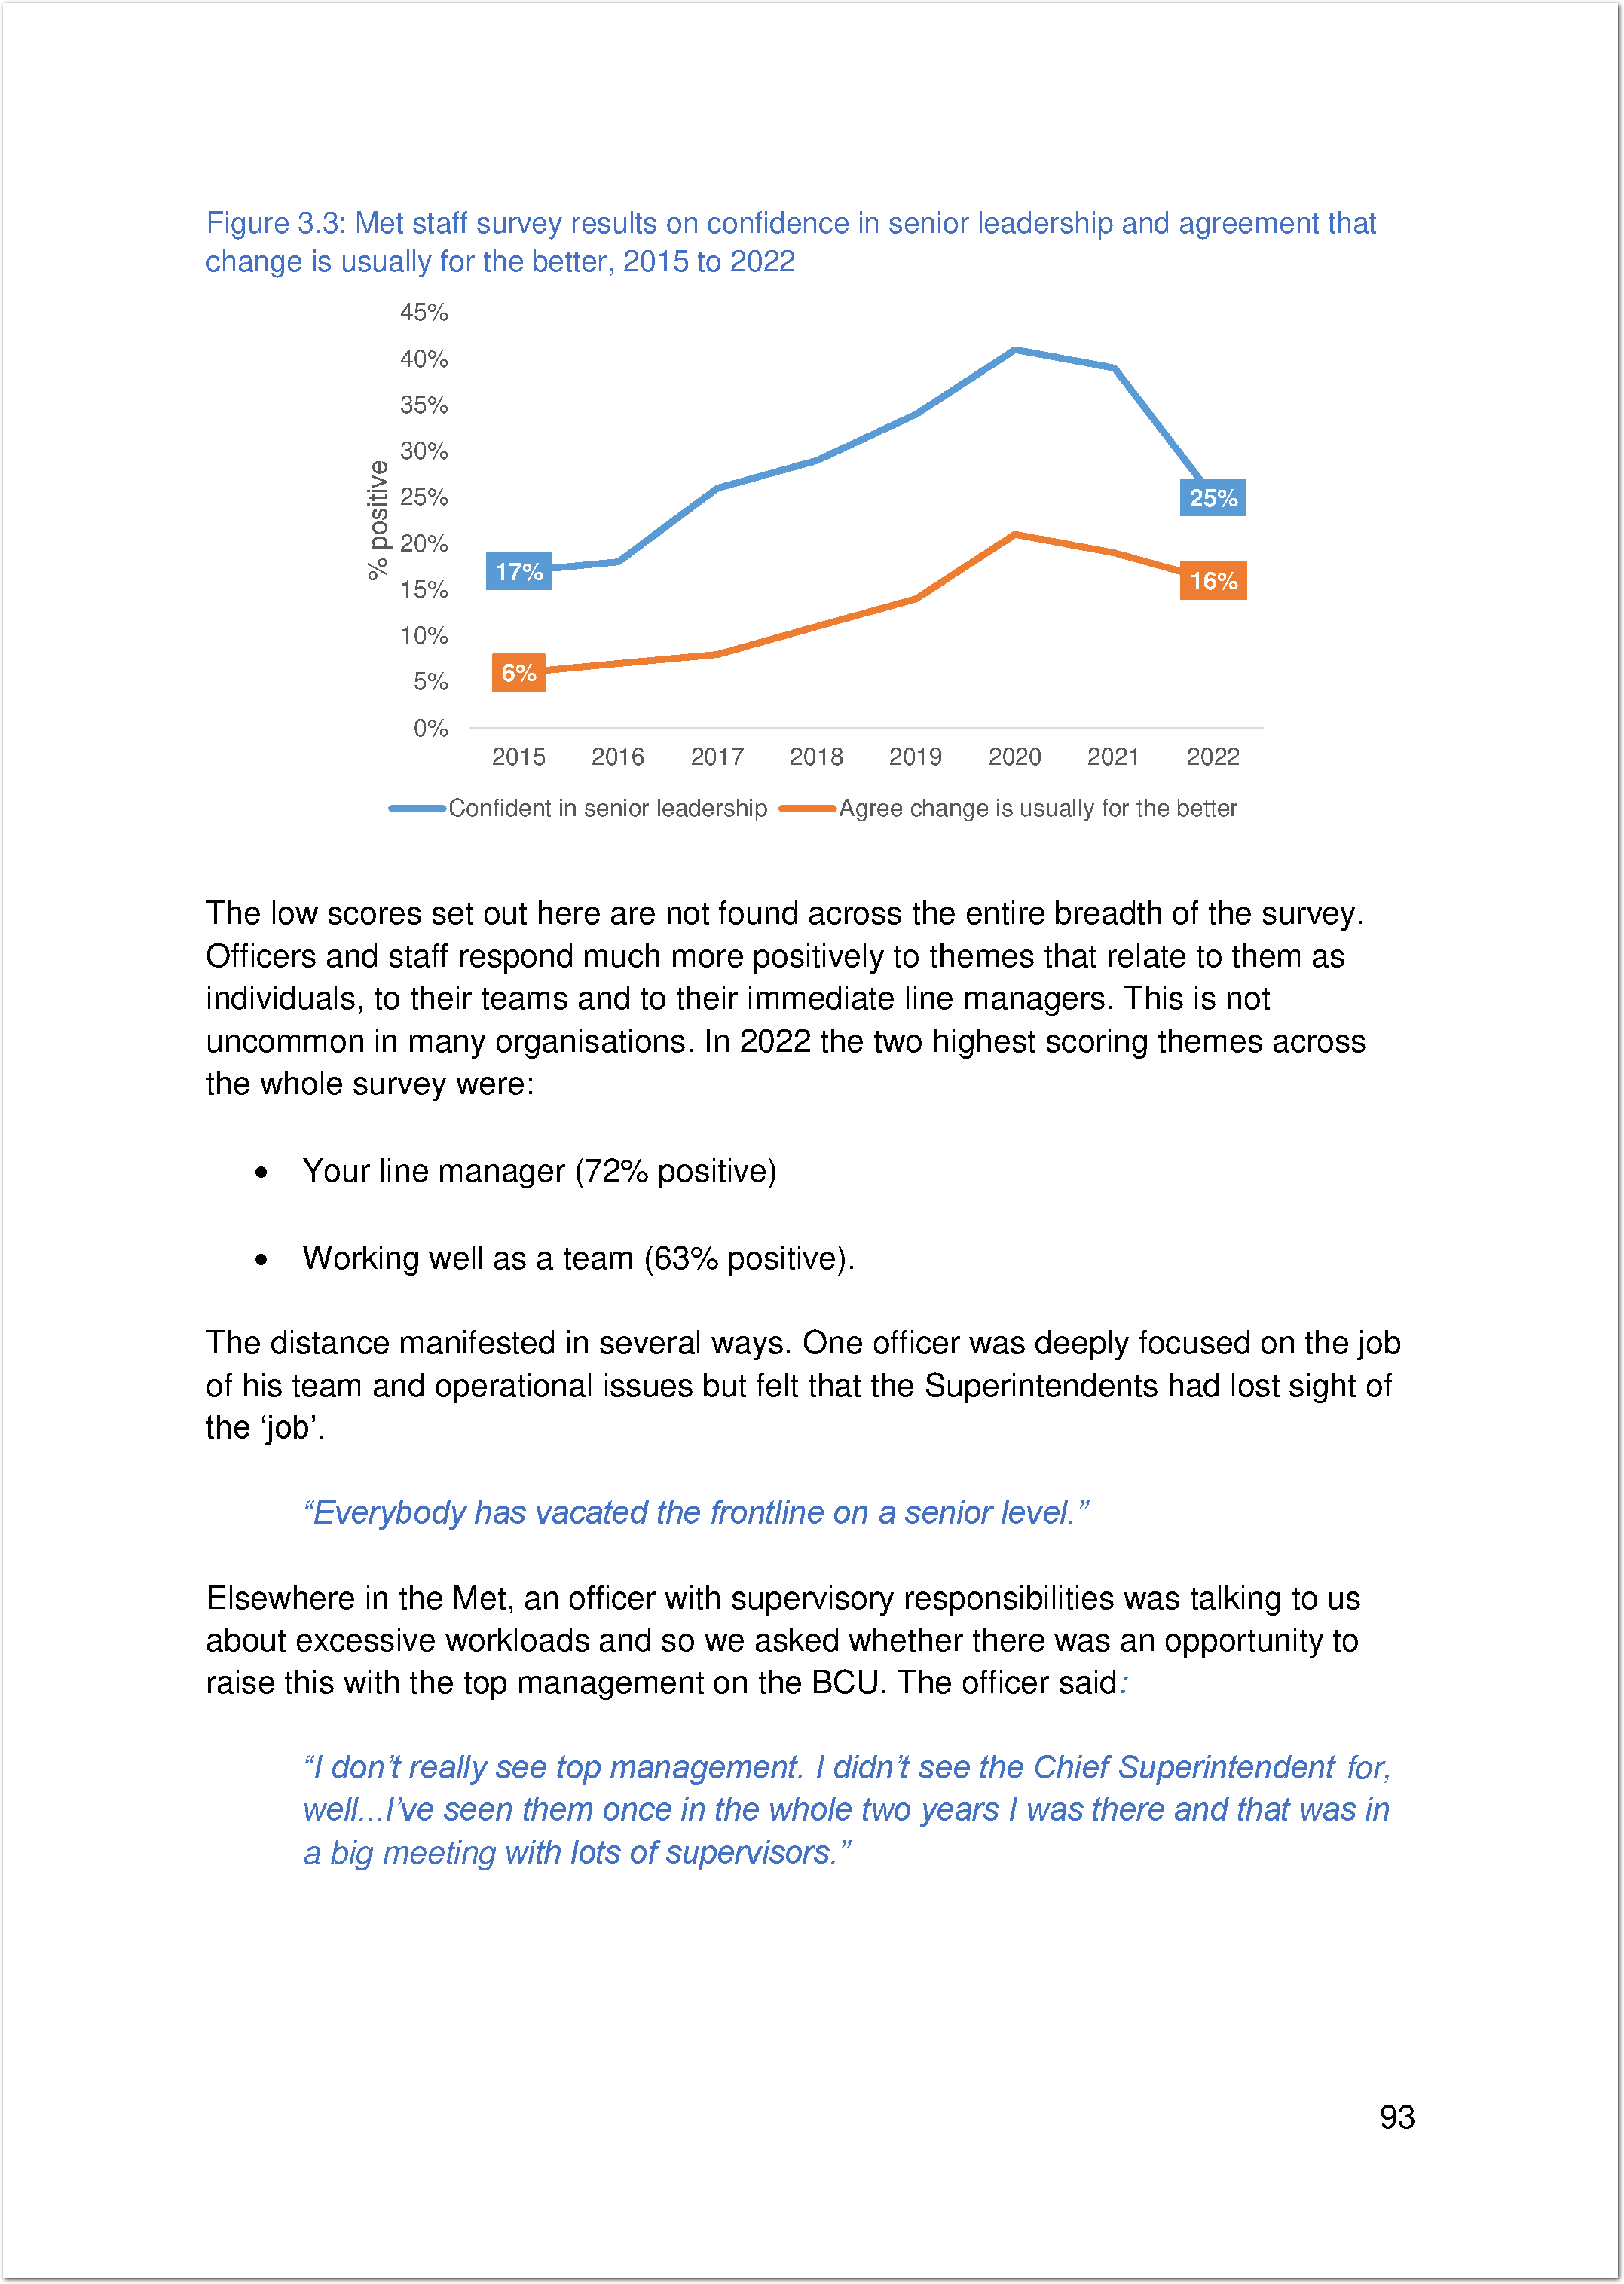 Figure 3.3: Met staff survey results on confidence in senior leadership and agreement that
change is usually for the better, 2015 to 2022
45%
40%
35%
30%
25%
20%
15%
10%
5%
0%
% positive
17%
6%
25%
16%
2015 2016 2017 2018 2019 2020 2021 2022
Confident in senior leadership Agree change is usually for the better
The low scores set out here are not found across the entire breadth of the survey.
Officers and staff respond much more positively to themes that relate to them as
individuals, to their teams and to their immediate line managers. This is not
uncommon in many organisations. In 2022 the two highest scoring themes across
the whole survey were:
• Your line manager (72% positive)
• Working well as a team (63% positive).
The distance manifested in several ways. One officer was deeply focused on the job
of his team and operational issues but felt that the Superintendents had lost sight of
the ‘job’.
“Everybody has vacated the frontline on a senior level.”
Elsewhere in the Met, an officer with supervisory responsibilities was talking to us
about excessive workloads and so we asked whether there was an opportunity to
raise this with the top management on the BCU. The officer said:
“I don’t really see top management. I didn’t see the Chief Superintendent for,
well...I’ve seen them once in the whole two years I was there and that was in
a big meeting with lots of supervisors.”
93